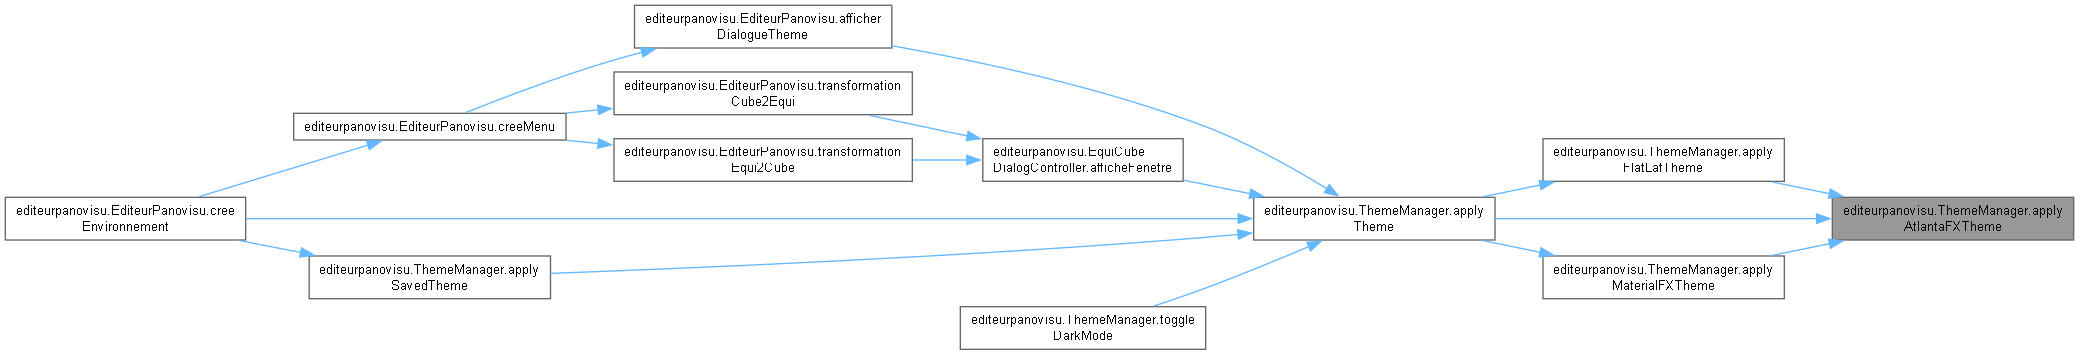 editeurpanovisu.EditeurPanovisu.afficher
DialogueTheme
editeurpanovisu.EditeurPanovisu.transformation
Cube2Equi
editeurpanovisu.EditeurPanovisu.creeMenu
editeurpanovisu.EditeurPanovisu.transformation
Equi2Cube
editeurpanovisu.EquiCube
DialogController.afficheFenetre
editeurpanovisu.ThemeManager.apply
FlatLafTheme
editeurpanovisu.EditeurPanovisu.cree
Environnement
editeurpanovisu.ThemeManager.apply
Theme
editeurpanovisu.ThemeManager.apply
AtlantaFXTheme
editeurpanovisu.ThemeManager.apply
SavedTheme
editeurpanovisu.ThemeManager.apply
MaterialFXTheme
editeurpanovisu.ThemeManager.toggle
DarkMode